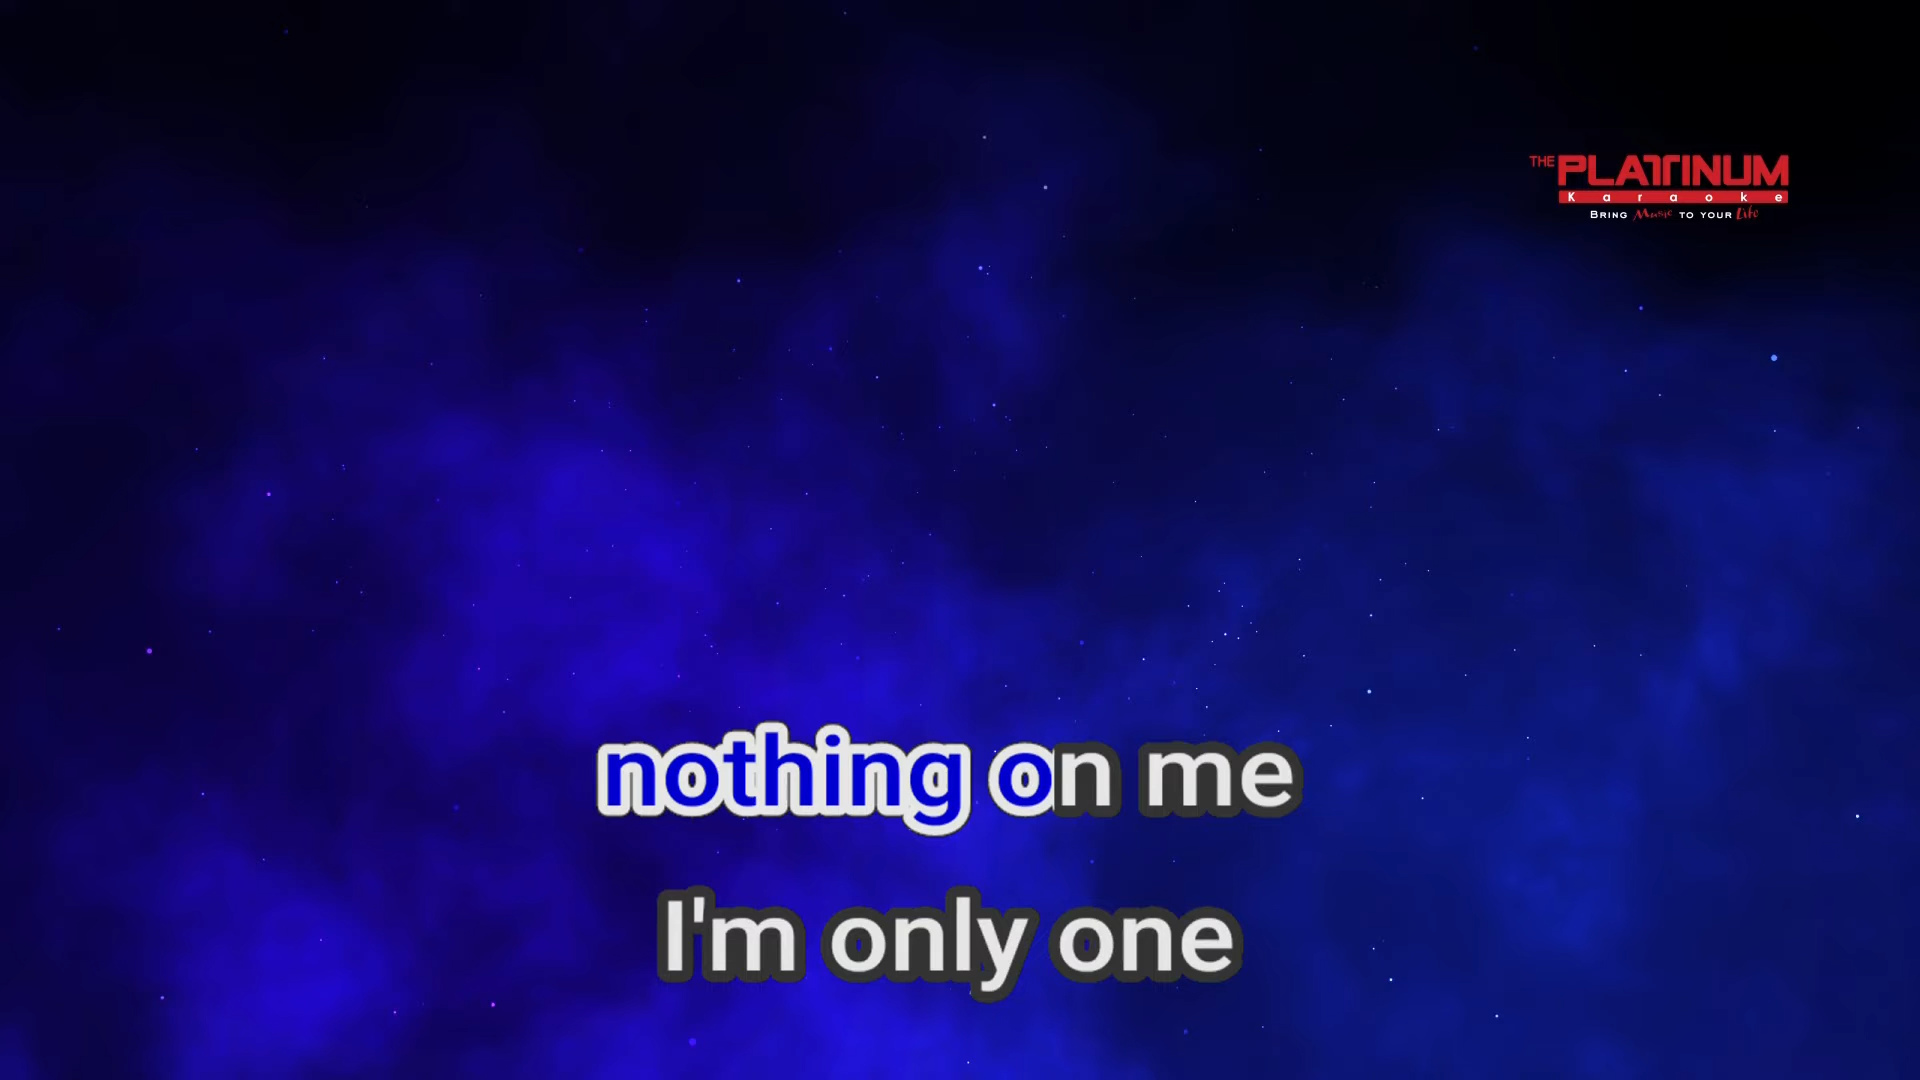 THE PLATINUM
Karaoke
BRING Music TO YOUR Life
nothing on me
I'm only one